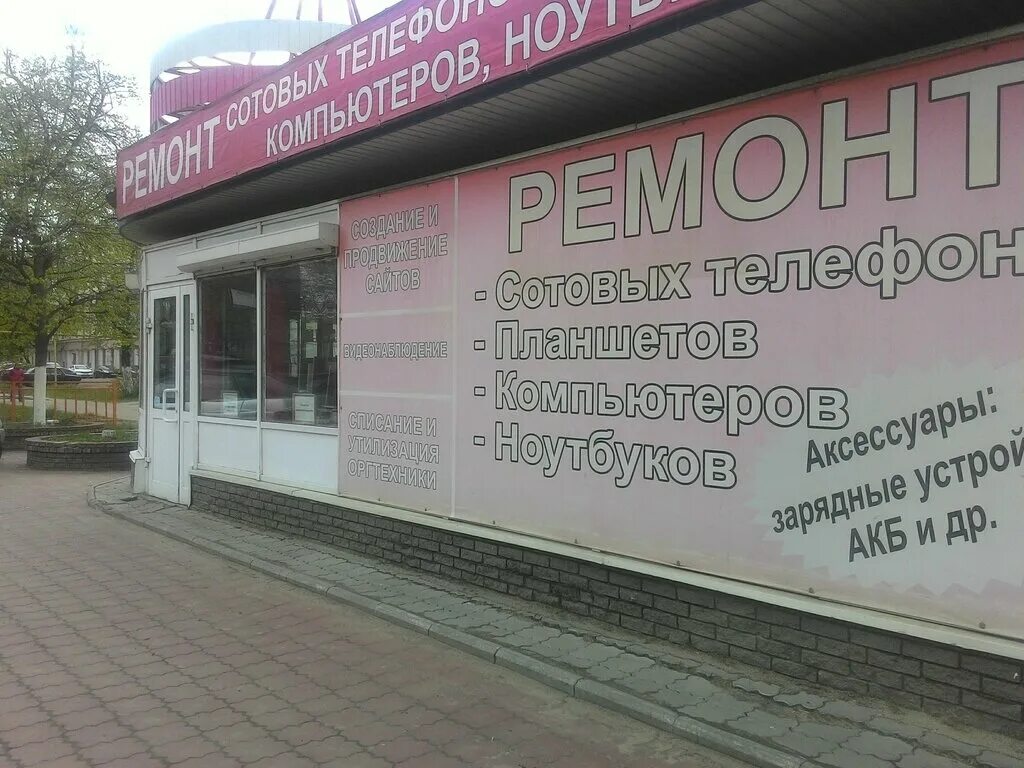 РЕМОНТ СОТОВЫХ ТЕЛЕФОНО
КОМПЬЮТЕРОВ, НОУТБ
СОЗДАНИЕ И
ПРОДВИЖЕНИЕ
САЙТОВ
ВИДЕОНАБЛЮДЕНИЕ
СПИСАНИЕ И
УТИЛИЗАЦИЯ
ОРГТЕХНИКИ
РЕМОНТ
- Сотовых телефон
- Планшетов
- Компьютеров
- Ноутбуков
Аксессуары:
зарядные устрой
АКБ и др.